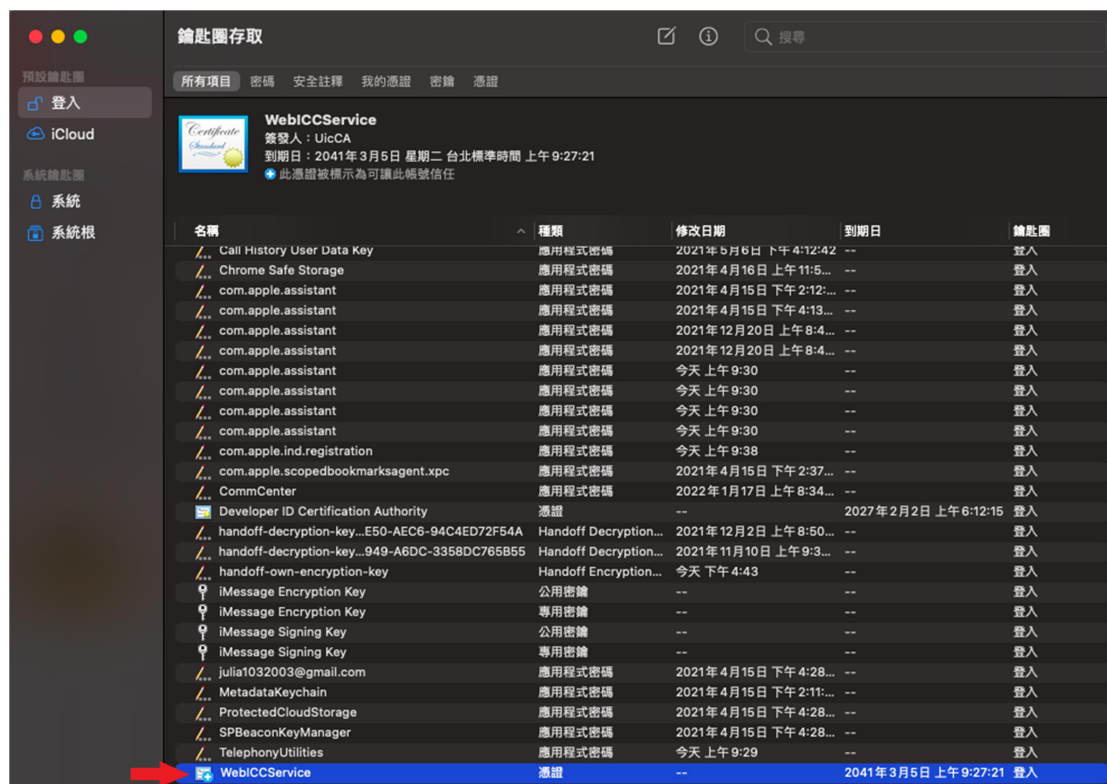 鑰匙圈存取
搜尋
預設鑰匙圈
登入
iCloud
系統鑰匙圈
系統
系統根
所有項目 密碼 安全註釋 我的憑證 密鑰 憑證
Certificate
Standard
WebICCService
簽發人：UicCA
到期日：2041年3月5日 星期二 台北標準時間 上午9:27:21
此憑證被標示為可讓此帳號信任
名稱 種類 修改日期 到期日 鑰匙圈
Call History User Data Key 應用程式密碼 2021年5月6日 下午4:12:42 -- 登入
Chrome Safe Storage 應用程式密碼 2021年4月16日 上午11:5... -- 登入
com.apple.assistant 應用程式密碼 2021年4月15日 下午2:12:... -- 登入
com.apple.assistant 應用程式密碼 2021年4月15日 下午4:13... -- 登入
com.apple.assistant 應用程式密碼 2021年12月20日 上午8:4... -- 登入
com.apple.assistant 應用程式密碼 2021年12月20日 上午8:4... -- 登入
com.apple.assistant 應用程式密碼 今天 上午9:30 -- 登入
com.apple.assistant 應用程式密碼 今天 上午9:30 -- 登入
com.apple.assistant 應用程式密碼 今天 上午9:30 -- 登入
com.apple.assistant 應用程式密碼 今天 上午9:30 -- 登入
com.apple.ind.registration 應用程式密碼 今天 上午9:38 -- 登入
com.apple.scopedbookmarksagent.xpc 應用程式密碼 2021年4月15日 下午2:37... -- 登入
CommCenter 應用程式密碼 2022年1月17日 上午8:34... -- 登入
Developer ID Certification Authority 憑證 -- 2027年2月2日 上午6:12:15 登入
handoff-decryption-key...E50-AEC6-94C4ED72F54A Handoff Decryption... 2021年12月2日 上午8:50... -- 登入
handoff-decryption-key...949-A6DC-3358DC765B55 Handoff Decryption... 2021年11月10日 上午9:3... -- 登入
handoff-own-encryption-key Handoff Encryption... 今天 下午4:43 -- 登入
iMessage Encryption Key 公用密鑰 -- -- 登入
iMessage Encryption Key 專用密鑰 -- -- 登入
iMessage Signing Key 公用密鑰 -- -- 登入
iMessage Signing Key 專用密鑰 -- -- 登入
julia1032003@gmail.com 應用程式密碼 2021年4月15日 下午4:28... -- 登入
MetadataKeychain 應用程式密碼 2021年4月15日 下午2:11:... -- 登入
ProtectedCloudStorage 應用程式密碼 2021年4月15日 下午4:28... -- 登入
SPBeaconKeyManager 應用程式密碼 2021年4月15日 下午4:28... -- 登入
TelephonyUtilities 應用程式密碼 今天 上午9:29 -- 登入
WebICCService 憑證 -- 2041年3月5日 上午9:27:21 登入